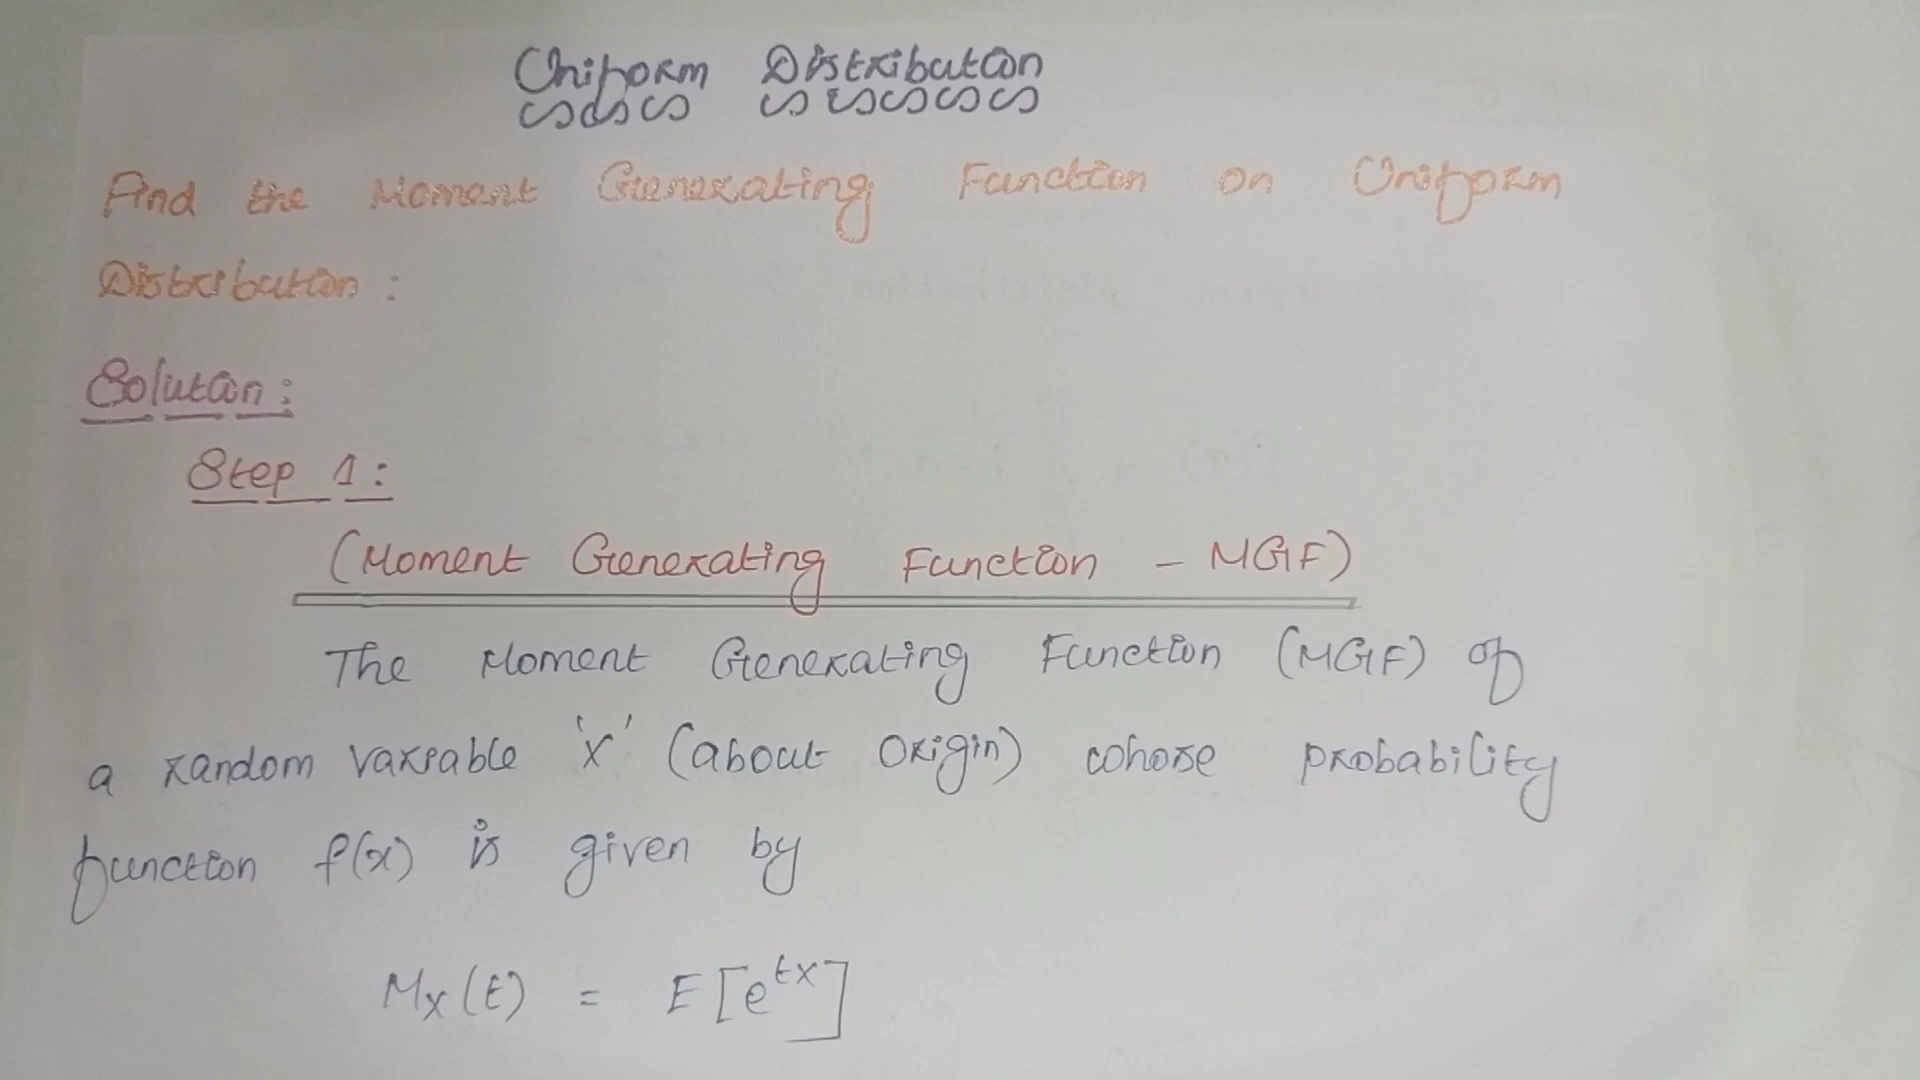 Uniform Distribution
Find the Moment Generating Function on Uniform
Distribution :
Solution :
Step 1 :
(Moment Generating Function - MGF)
The Moment Generating Function (MGF) of
a random variable 'X' (about origin) whose probability
function f(x) is given by
Mx(t) = E[e^tx]